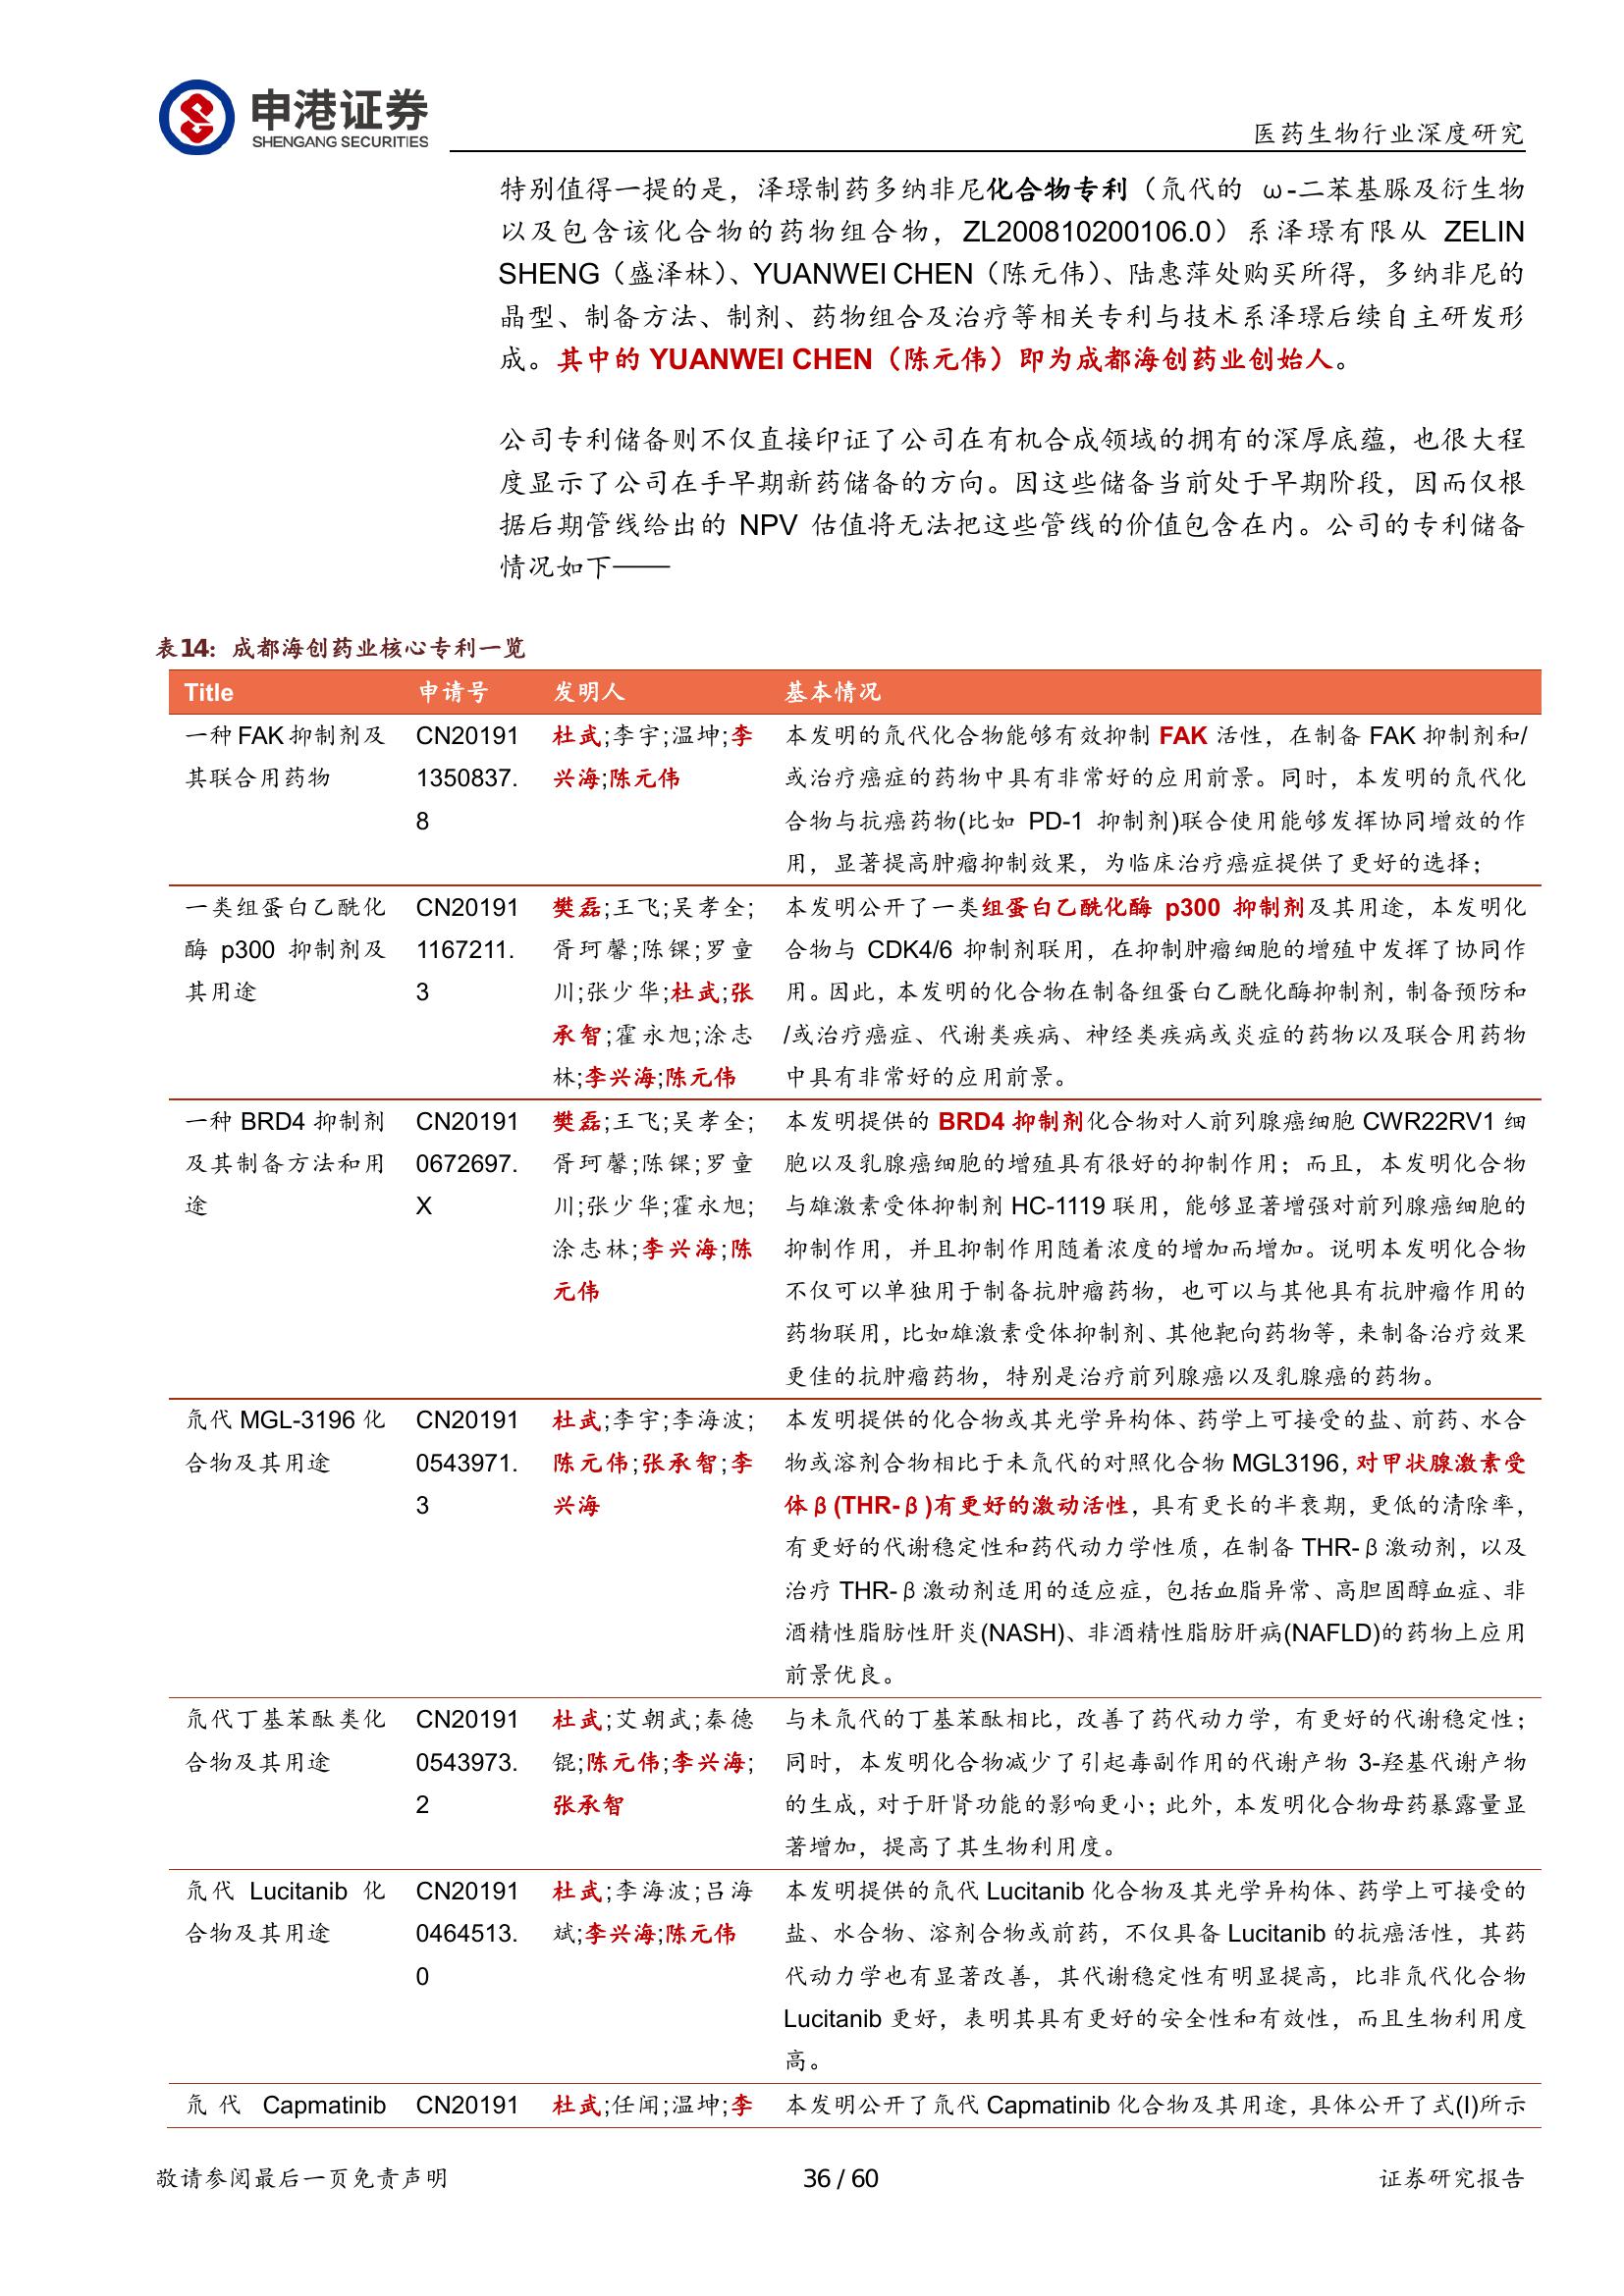 申港证券
SHENGANG SECURITIES
医药生物行业深度研究
特别值得一提的是，泽璟制药多纳非尼化合物专利（氘代的 ω-二苯基脲及衍生物
以及包含该化合物的药物组合物，ZL200810200106.0）系泽璟有限从 ZELIN
SHENG（盛泽林）、YUANWEI CHEN（陈元伟）、陆惠萍处购买所得，多纳非尼的
晶型、制备方法、制剂、药物组合及治疗等相关专利与技术系泽璟后续自主研发形
成。其中的 YUANWEI CHEN（陈元伟）即为成都海创药业创始人。
公司专利储备则不仅直接印证了公司在有机合成领域的拥有的深厚底蕴，也很大程
度显示了公司在手早期新药储备的方向。因这些储备当前处于早期阶段，因而仅根
据后期管线给出的 NPV 估值将无法把这些管线的价值包含在内。公司的专利储备
情况如下——
表14：成都海创药业核心专利一览
Title 申请号 发明人 基本情况
一种 FAK 抑制剂及 CN20191 杜武;李宇;温坤;李 本发明的氘代化合物能够有效抑制 FAK 活性，在制备 FAK 抑制剂和/
其联合用药物 1350837. 兴海;陈元伟 或治疗癌症的药物中具有非常好的应用前景。同时，本发明的氘代化
8 合物与抗癌药物(比如 PD-1 抑制剂)联合使用能够发挥协同增效的作
用，显著提高肿瘤抑制效果，为临床治疗癌症提供了更好的选择；
一类组蛋白乙酰化 CN20191 樊磊;王飞;吴孝全; 本发明公开了一类组蛋白乙酰化酶 p300 抑制剂及其用途，本发明化
酶 p300 抑制剂及 1167211. 胥珂馨;陈锞;罗童 合物与 CDK4/6 抑制剂联用，在抑制肿瘤细胞的增殖中发挥了协同作
其用途 3 川;张少华;杜武;张 用。因此，本发明的化合物在制备组蛋白乙酰化酶抑制剂，制备预防和
承智;霍永旭;涂志 /或治疗癌症、代谢类疾病、神经类疾病或炎症的药物以及联合用药物
林;李兴海;陈元伟 中具有非常好的应用前景。
一种 BRD4 抑制剂 CN20191 樊磊;王飞;吴孝全; 本发明提供的 BRD4 抑制剂化合物对人前列腺癌细胞 CWR22RV1 细
及其制备方法和用 0672697. 胥珂馨;陈锞;罗童 胞以及乳腺癌细胞的增殖具有很好的抑制作用；而且，本发明化合物
途 X 川;张少华;霍永旭; 与雄激素受体抑制剂 HC-1119 联用，能够显著增强对前列腺癌细胞的
涂志林;李兴海;陈 抑制作用，并且抑制作用随着浓度的增加而增加。说明本发明化合物
元伟 不仅可以单独用于制备抗肿瘤药物，也可以与其他具有抗肿瘤作用的
药物联用，比如雄激素受体抑制剂、其他靶向药物等，来制备治疗效果
更佳的抗肿瘤药物，特别是治疗前列腺癌以及乳腺癌的药物。
氘代 MGL-3196 化 CN20191 杜武;李宇;李海波; 本发明提供的化合物或其光学异构体、药学上可接受的盐、前药、水合
合物及其用途 0543971. 陈元伟;张承智;李 物或溶剂合物相比于未氘代的对照化合物 MGL3196，对甲状腺激素受
3 兴海 体β(THR-β)有更好的激动活性，具有更长的半衰期，更低的清除率，
有更好的代谢稳定性和药代动力学性质，在制备 THR-β激动剂，以及
治疗 THR-β激动剂适用的适应症，包括血脂异常、高胆固醇血症、非
酒精性脂肪性肝炎(NASH)、非酒精性脂肪肝病(NAFLD)的药物上应用
前景优良。
氘代丁基苯酞类化 CN20191 杜武;艾朝武;秦德 与未氘代的丁基苯酞相比，改善了药代动力学，有更好的代谢稳定性；
合物及其用途 0543973. 锟;陈元伟;李兴海; 同时，本发明化合物减少了引起毒副作用的代谢产物 3-羟基代谢产物
2 张承智 的生成，对于肝肾功能的影响更小；此外，本发明化合物母药暴露量显
著增加，提高了其生物利用度。
氘代 Lucitanib 化 CN20191 杜武;李海波;吕海 本发明提供的氘代 Lucitanib 化合物及其光学异构体、药学上可接受的
合物及其用途 0464513. 斌;李兴海;陈元伟 盐、水合物、溶剂合物或前药，不仅具备 Lucitanib 的抗癌活性，其药
0 代动力学也有显著改善，其代谢稳定性有明显提高，比非氘代化合物
Lucitanib 更好，表明其具有更好的安全性和有效性，而且生物利用度
高。
氘代 Capmatinib CN20191 杜武;任闻;温坤;李 本发明公开了氘代 Capmatinib 化合物及其用途，具体公开了式(I)所示
敬请参阅最后一页免责声明 36 / 60 证券研究报告